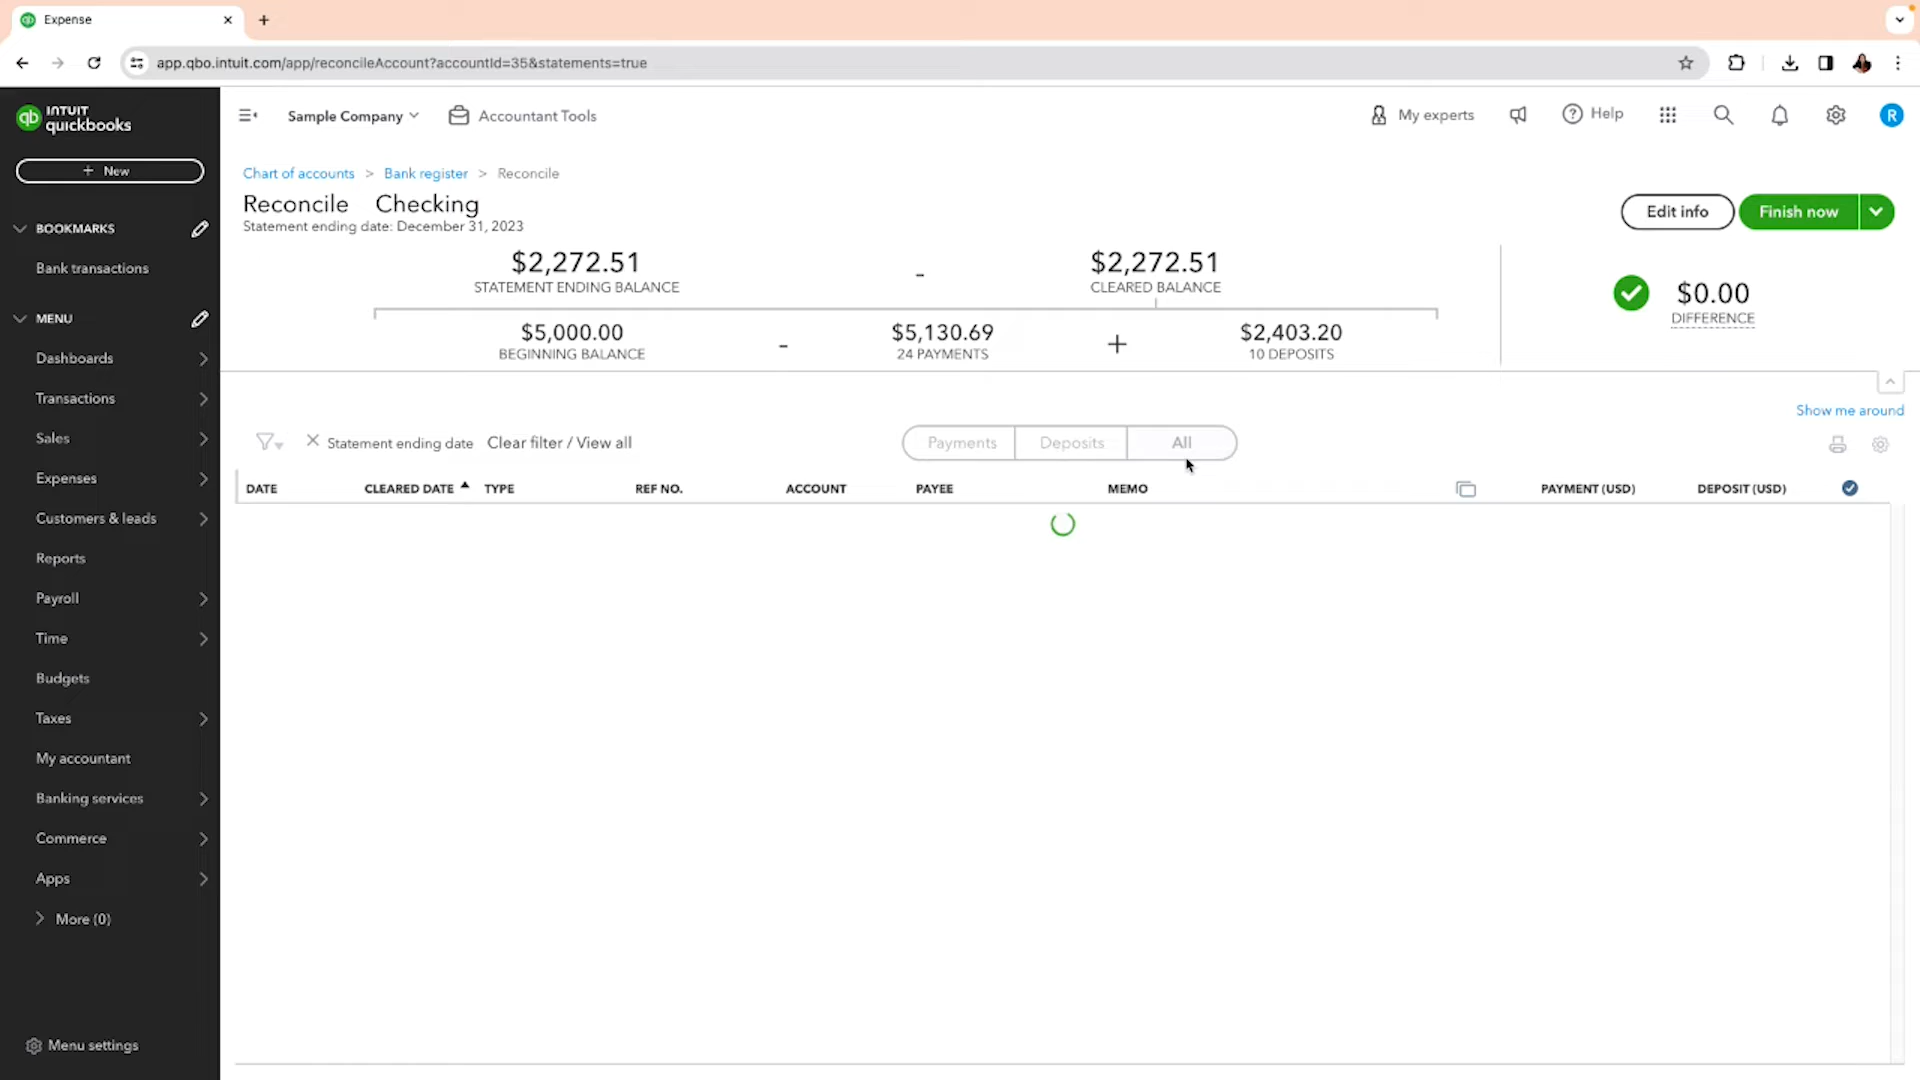 Expense
app.qbo.intuit.com/app/reconcileAccount?accountId=35&statements=true
qb INTUIT quickbooks
Sample Company
Accountant Tools
My experts
Help
R
+ New
BOOKMARKS
Bank transactions
MENU
Dashboards
Transactions
Sales
Expenses
Customers & leads
Reports
Payroll
Time
Budgets
Taxes
My accountant
Banking services
Commerce
Apps
More (0)
Menu settings
Chart of accounts > Bank register > Reconcile
Reconcile Checking
Statement ending date: December 31, 2023
Edit info
Finish now
$2,272.51 - $2,272.51
STATEMENT ENDING BALANCE CLEARED BALANCE
$5,000.00 - $5,130.69 + $2,403.20
BEGINNING BALANCE 24 PAYMENTS 10 DEPOSITS
$0.00
DIFFERENCE
Show me around
Statement ending date Clear filter / View all
Payments Deposits All
DATE CLEARED DATE TYPE REF NO. ACCOUNT PAYEE MEMO PAYMENT (USD) DEPOSIT (USD)